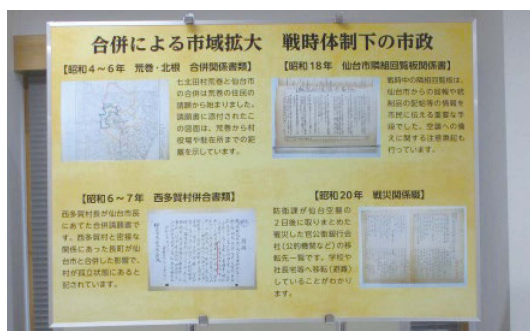 合併による市域拡大 戦時体制下の市政
【昭和4～6年 荒巻・北根 合併関係書類】
七北田村荒巻と仙台市
の合併は荒巻の住民の
請願から始まりました。
請願書に添付されたこ
の図面は、荒巻から村
役場や駐在所までの距
離を示しています。
【昭和18年 仙台市隣組回覧板関係書】
戦時中の隣組回覧板は、
仙台市からの回報や統
制品の配給等の情報を
市民に伝える重要な手
段でした。空襲への備
えに関する注意喚起も
行っています。
【昭和6～7年 西多賀村併合書類】
西多賀村長が仙台市長
にあてた合併請願書で
す。西多賀村と密接な
関係にあった長町が仙
台市と合併した影響で、
村が孤立状態にあると
記されています。
【昭和20年 戦災関係綴】
防衛課が仙台空襲の
2日後に取りまとめた
戦災した官公衙銀行会
社(公的機関など)の移
転先一覧です。学校や
社長宅等へ移転(避難)
していることがわかり
ます。